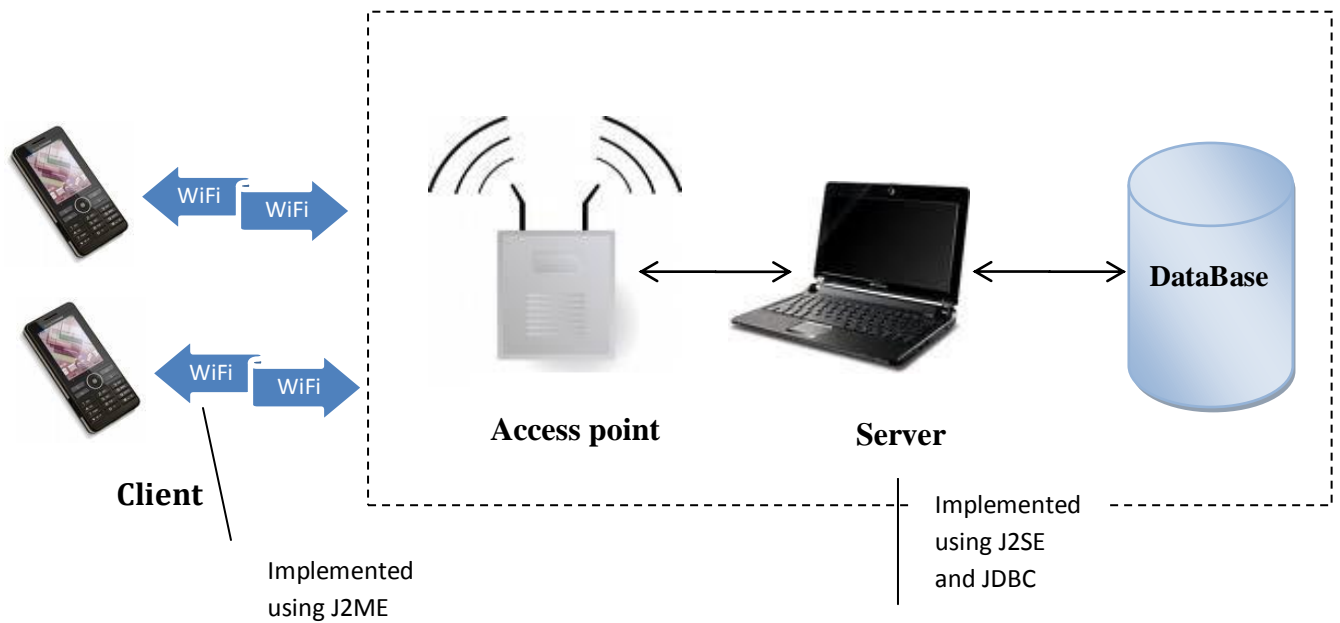 WiFi
WiFi
DataBase
WiFi
WiFi
Access point
Server
Client
Implemented
using J2SE
and JDBC
Implemented
using J2ME